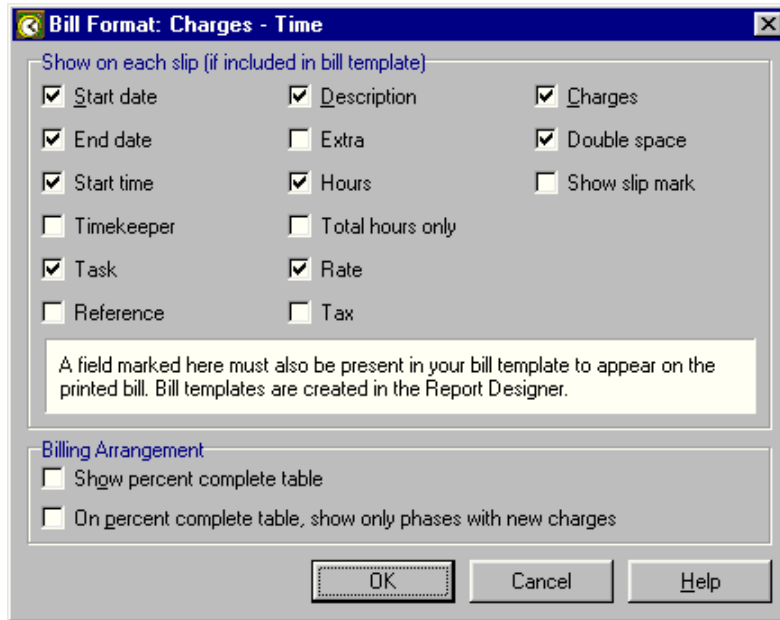 Bill Format: Charges - Time
Show on each slip (if included in bill template)
Start date
Description
Charges
End date
Extra
Double space
Start time
Hours
Show slip mark
Timekeeper
Total hours only
Task
Rate
Reference
Tax
A field marked here must also be present in your bill template to appear on the
printed bill. Bill templates are created in the Report Designer.
Billing Arrangement
Show percent complete table
On percent complete table, show only phases with new charges
OK
Cancel
Help